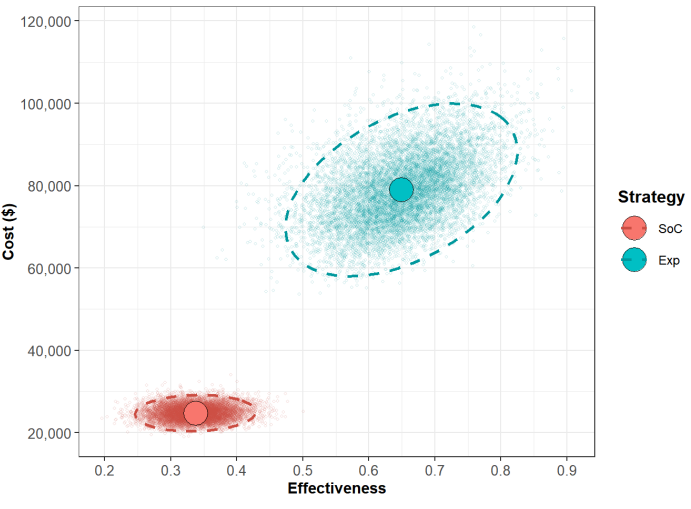 120,000
100,000
80,000
60,000
40,000
20,000
Cost ($)
0.2 0.3 0.4 0.5 0.6 0.7 0.8 0.9
Effectiveness
Strategy
SoC
Exp